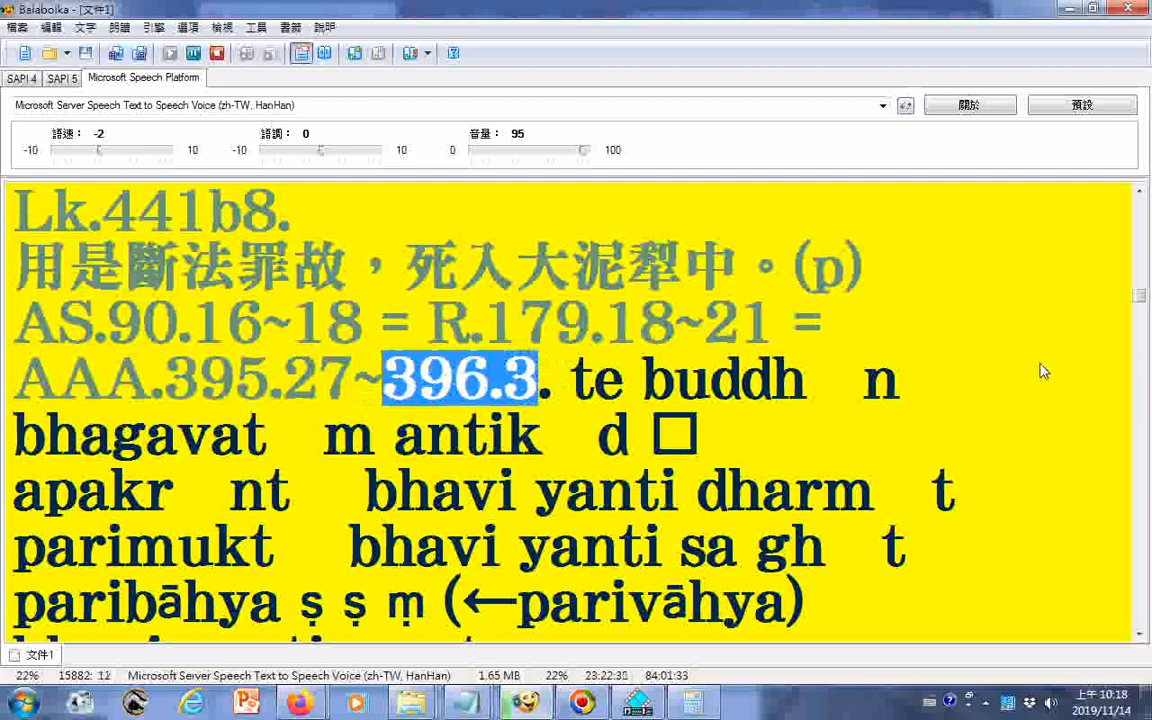 Balabolka - [文件1]
檔案 編輯 文字 朗讀 引擎 選項 檢視 工具 書籤 說明
SAPI 4 SAPI 5 Microsoft Speech Platform
Microsoft Server Speech Text to Speech Voice (zh-TW, HanHan) 關於 預設
語速： -2 語調： 0 音量： 95
-10 10 -10 10 0 100
Lk.441b8.
用是斷法罪故，死入大泥犁中。(p)
AS.90.16~18 = R.179.18~21 =
AAA.395.27~396.3. te buddh n
bhagavat m antik d □
apakr nt bhavi yanti dharm t
parimukt bhavi yanti sa gh t
paribāhya ṣ ṣ ṃ (←parivāhya)
文件1
22% 15882: 12 Microsoft Server Speech Text to Speech Voice (zh-TW, HanHan) 1.65 MB 22% 23:22:31 84:01:33
上午 10:18
2019/11/14